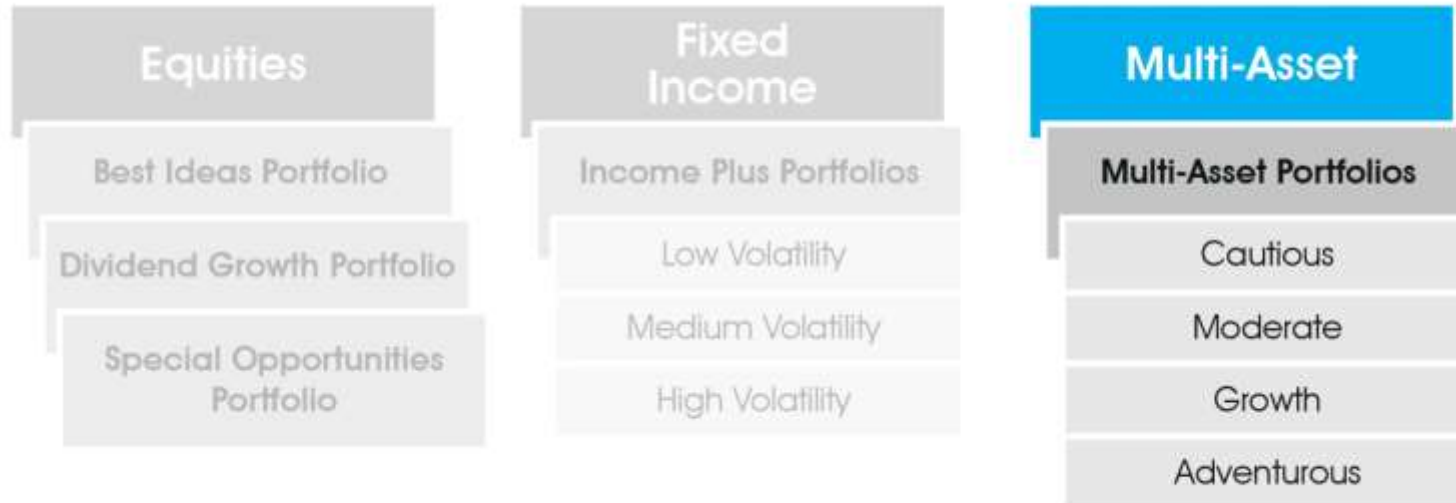 Equities
Best Ideas Portfolio
Dividend Growth Portfolio
Special Opportunities
Portfolio
Fixed
Income
Income Plus Portfolios
Low Volatility
Medium Volatility
High Volatility
Multi-Asset
Multi-Asset Portfolios
Cautious
Moderate
Growth
Adventurous